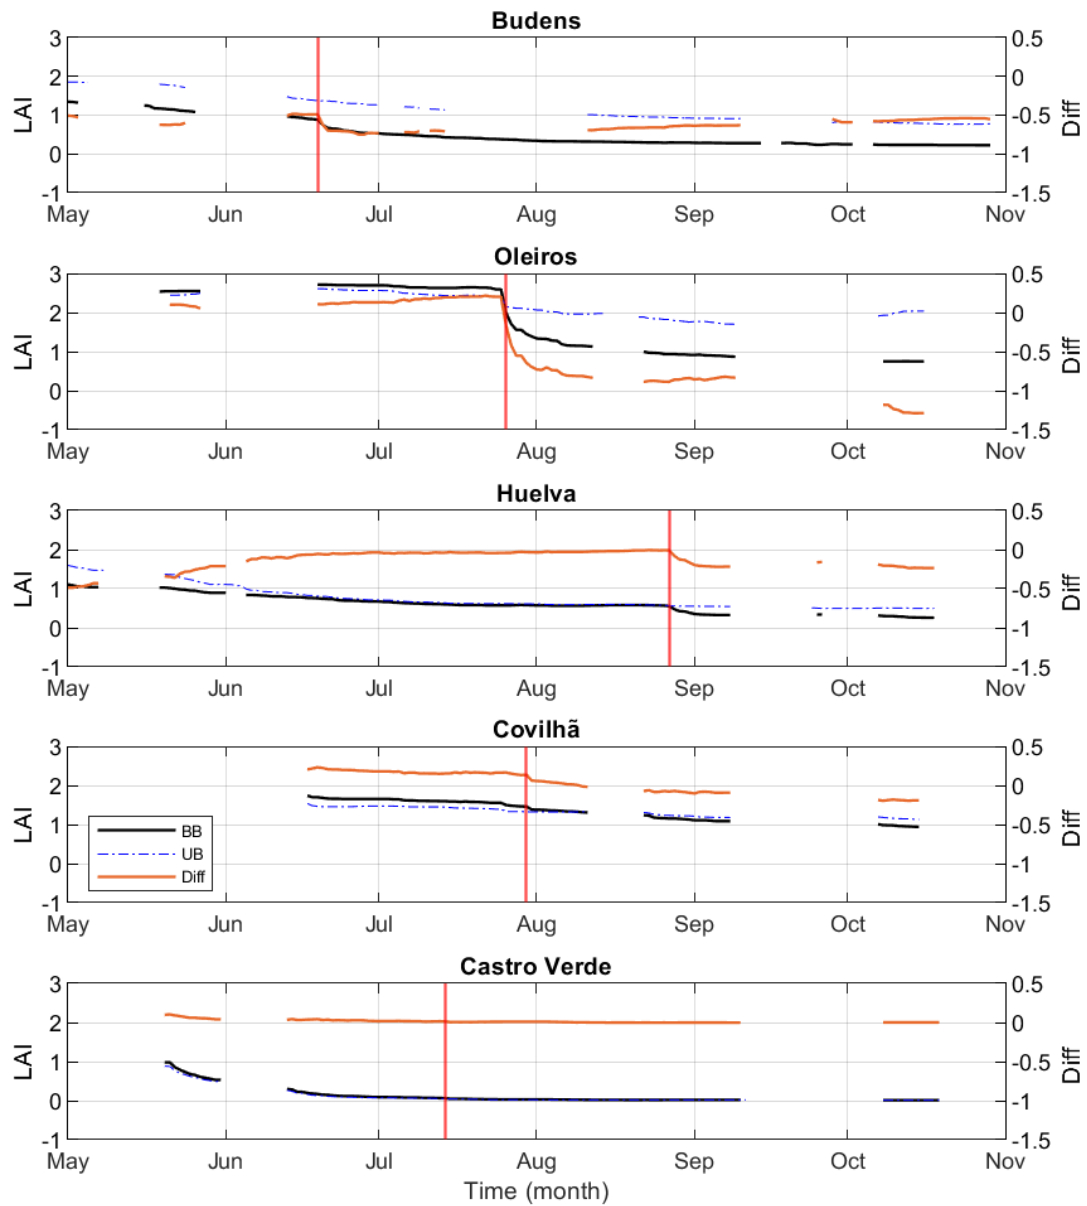 Budens
3 0.5
2 0
1 -0.5
0 -1
-1 -1.5
LAI Diff
May Jun Jul Aug Sep Oct Nov
Oleiros
3 0.5
2 0
1 -0.5
0 -1
-1 -1.5
LAI Diff
May Jun Jul Aug Sep Oct Nov
Huelva
3 0.5
2 0
1 -0.5
0 -1
-1 -1.5
LAI Diff
May Jun Jul Aug Sep Oct Nov
Covilhã
3 0.5
2 0
1 -0.5
0 -1
-1 -1.5
LAI Diff
BB
UB
Diff
May Jun Jul Aug Sep Oct Nov
Castro Verde
3 0.5
2 0
1 -0.5
0 -1
-1 -1.5
LAI Diff
May Jun Jul Aug Sep Oct Nov
Time (month)